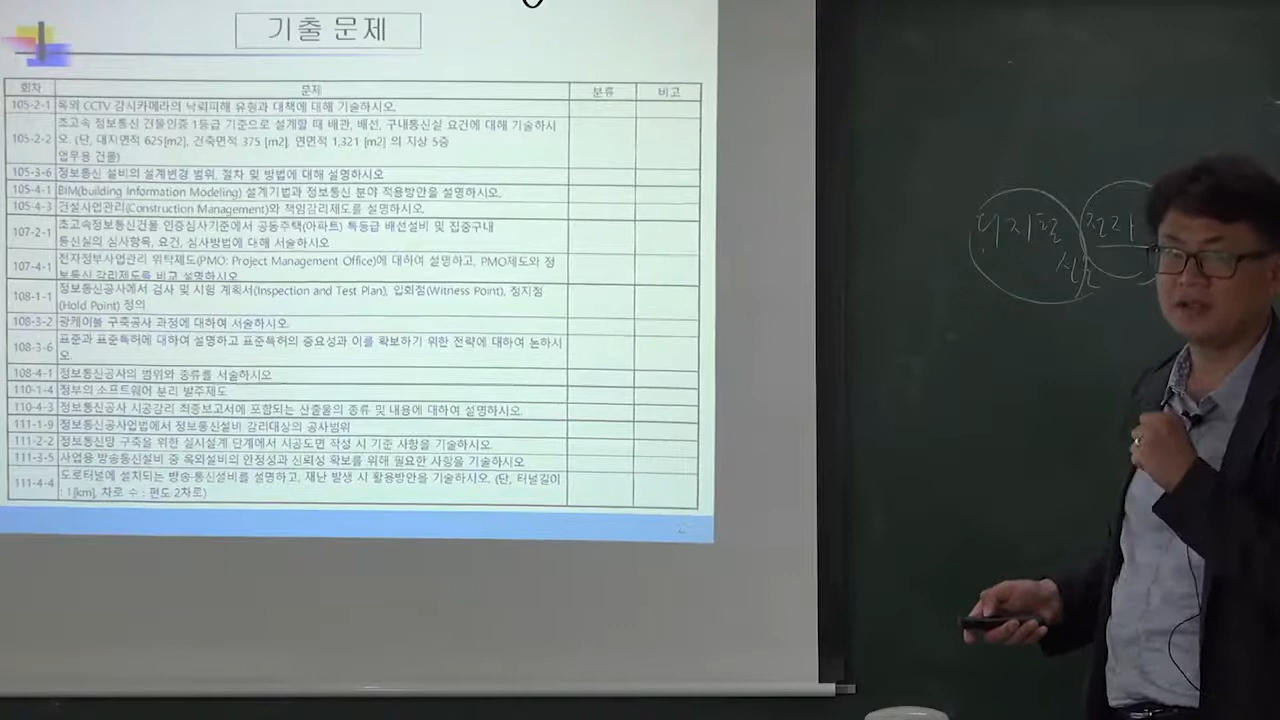 기출 문제
회차 문제 분류 비고
105-2-1 옥외 CCTV 감시카메라의 낙뢰피해 유형과 대책에 대해 기술하시오.
105-2-2 초고속 정보통신 건물인증 1등급 기준으로 설계할 때 배관, 배선, 구내통신실 요건에 대해 기술하시
오. (단, 대지면적 625[m2], 건축면적 375 [m2], 연면적 1,321 [m2] 의 지상 5층
업무용 건물)
105-3-6 정보통신 설비의 설계변경 범위, 절차 및 방법에 대해 설명하시오
105-4-1 BIM(building Information Modeling) 설계기법과 정보통신 분야 적용방안을 설명하시오.
105-4-3 건설사업관리(Construction Management)와 책임감리제도를 설명하시오.
107-2-1 초고속정보통신건물 인증심사기준에서 공동주택(아파트) 특등급 배선설비 및 집중구내
통신실의 심사항목, 요건, 심사방법에 대해 서술하시오
107-4-1 전자정부사업관리 위탁제도(PMO: Project Management Office)에 대하여 설명하고, PMO제도와 정
보통신 감리제도를 비교 설명하시오
108-1-1 정보통신공사에서 검사 및 시험 계획서(Inspection and Test Plan), 입회점(Witness Point), 정지점
(Hold Point) 정의
108-3-2 광케이블 구축공사 과정에 대하여 서술하시오.
108-3-6 표준과 표준특허에 대하여 설명하고 표준특허의 중요성과 이를 확보하기 위한 전략에 대하여 논하시
오.
108-4-1 정보통신공사의 범위와 종류를 서술하시오
110-1-4 정부의 소프트웨어 분리 발주제도
110-4-3 정보통신공사 시공감리 최종보고서에 포함되는 산출물의 종류 및 내용에 대하여 설명하시오.
111-1-9 정보통신공사업법에서 정보통신설비 감리대상의 공사범위
111-2-2 정보통신망 구축을 위한 실시설계 단계에서 시공도면 작성 시 기준 사항을 기술하시오.
111-3-5 사업용 방송통신설비 중 옥외설비의 안정성과 신뢰성 확보를 위해 필요한 사항을 기술하시오
111-4-4 도로터널에 설치되는 방송·통신설비를 설명하고, 재난 발생 시 활용방안을 기술하시오. (단, 터널길이
: 1[km], 차로 수 : 편도 2차로)
디지털 전자